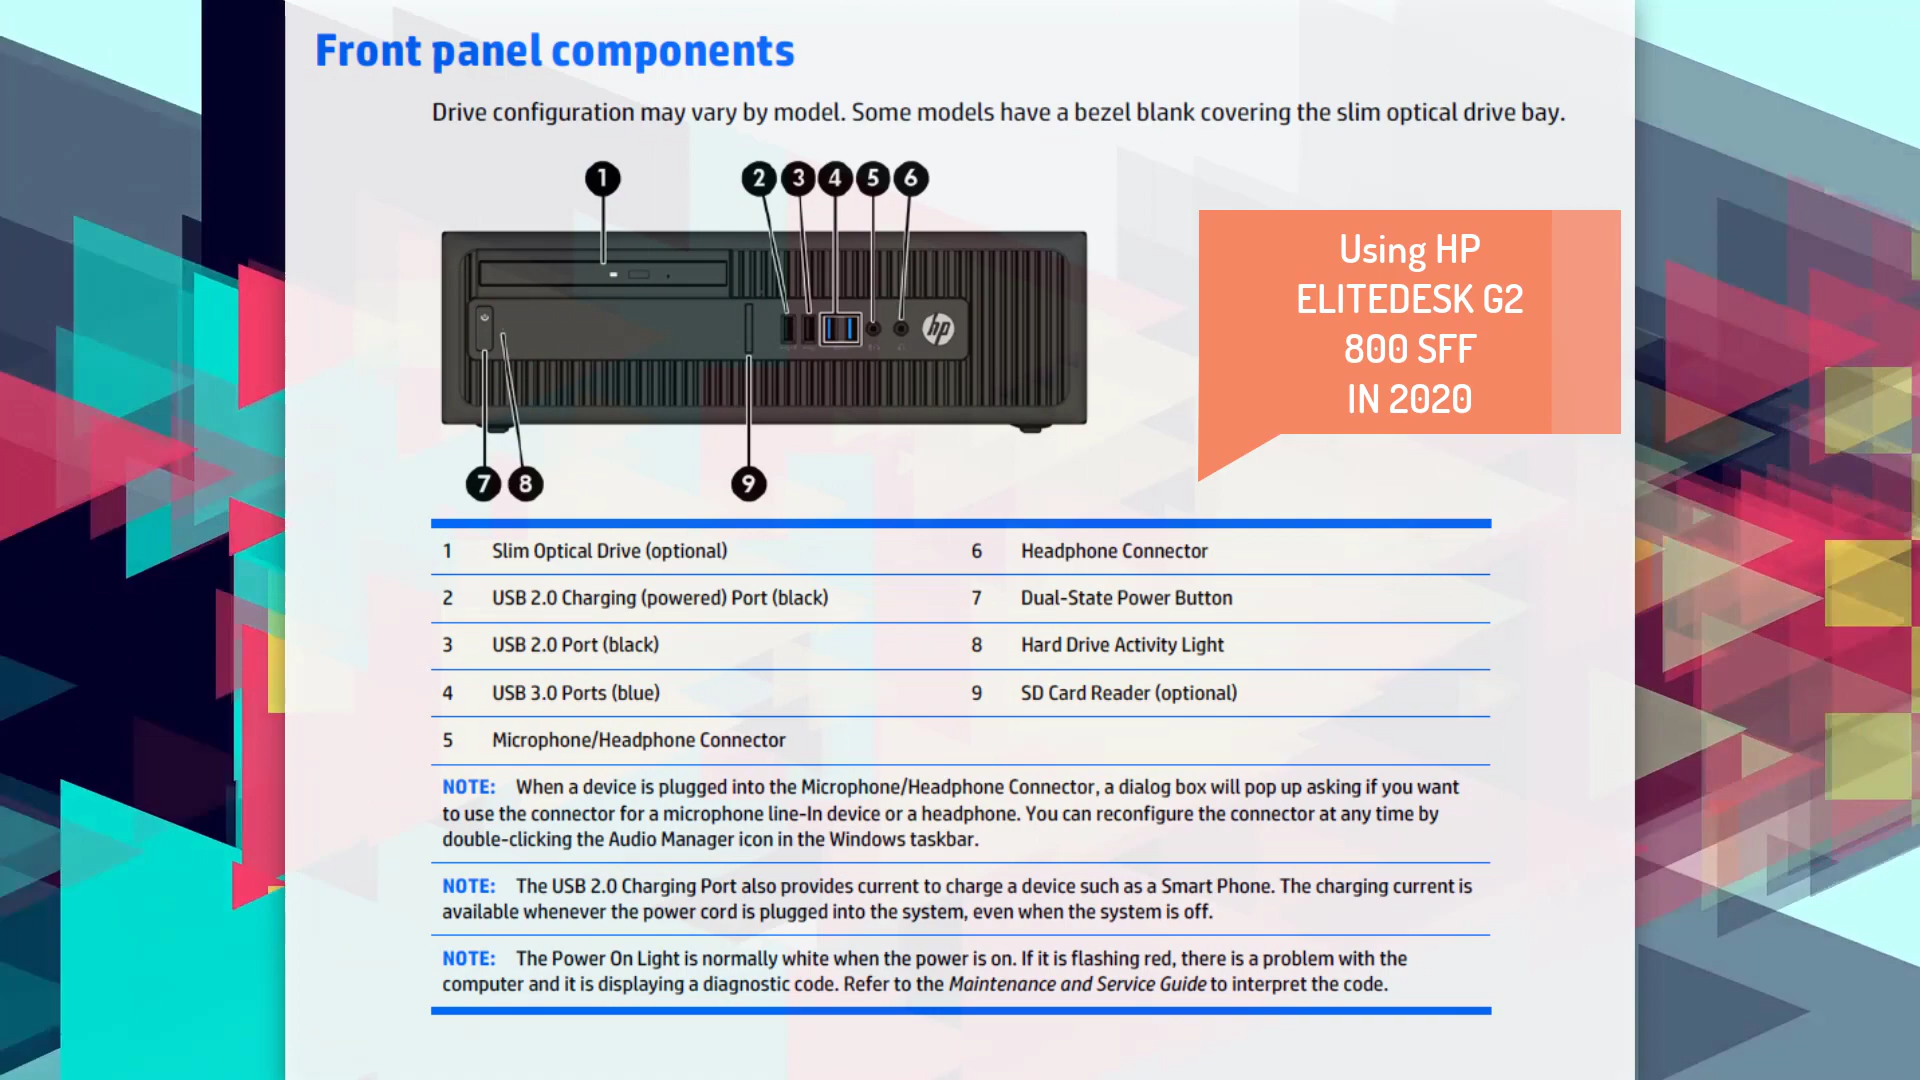 Front panel components
Drive configuration may vary by model. Some models have a bezel blank covering the slim optical drive bay.
1 2 3 4 5 6
hp
7 8 9
Using HP
ELITEDESK G2
800 SFF
IN 2020
1 Slim Optical Drive (optional) 6 Headphone Connector
2 USB 2.0 Charging (powered) Port (black) 7 Dual-State Power Button
3 USB 2.0 Port (black) 8 Hard Drive Activity Light
4 USB 3.0 Ports (blue) 9 SD Card Reader (optional)
5 Microphone/Headphone Connector
NOTE: When a device is plugged into the Microphone/Headphone Connector, a dialog box will pop up asking if you want
to use the connector for a microphone line-In device or a headphone. You can reconfigure the connector at any time by
double-clicking the Audio Manager icon in the Windows taskbar.
NOTE: The USB 2.0 Charging Port also provides current to charge a device such as a Smart Phone. The charging current is
available whenever the power cord is plugged into the system, even when the system is off.
NOTE: The Power On Light is normally white when the power is on. If it is flashing red, there is a problem with the
computer and it is displaying a diagnostic code. Refer to the Maintenance and Service Guide to interpret the code.